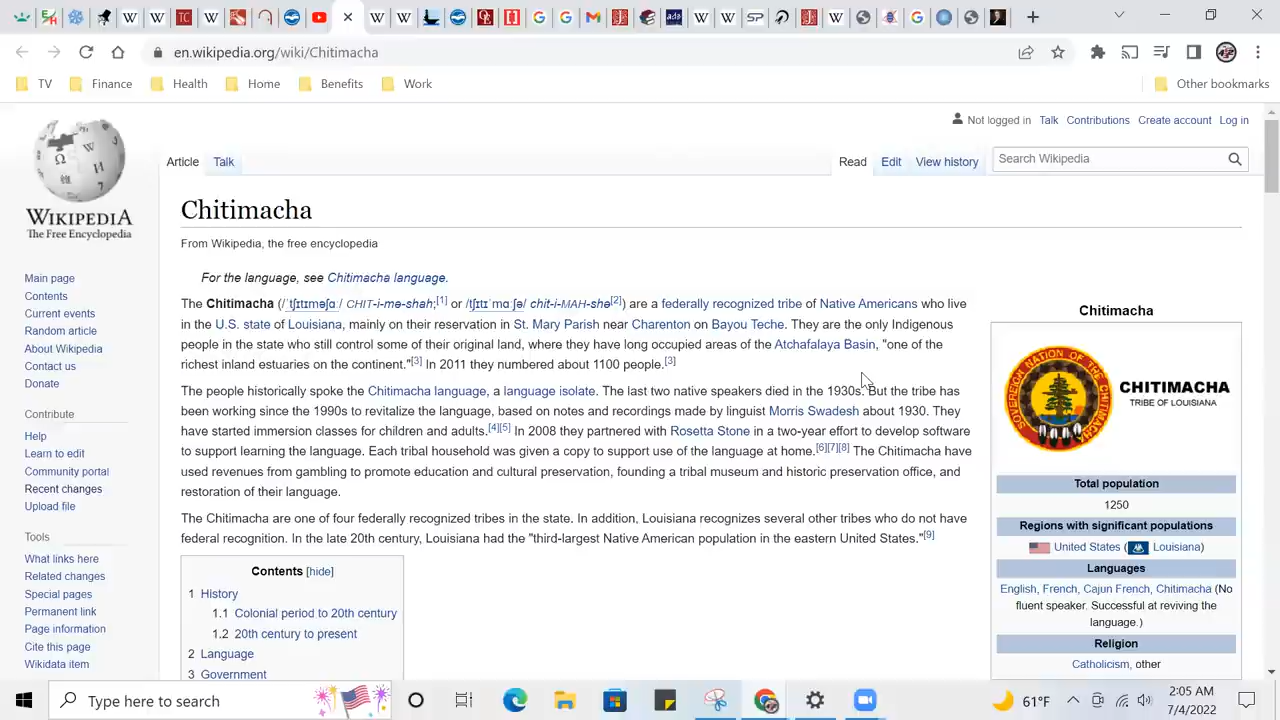 en.wikipedia.org/wiki/Chitimacha
TV Finance Health Home Benefits Work Other bookmarks
Not logged in Talk Contributions Create account Log in
Article Talk Read Edit View history Search Wikipedia
WIKIPEDIA
The Free Encyclopedia
Main page
Contents
Current events
Random article
About Wikipedia
Contact us
Donate
Contribute
Help
Learn to edit
Community portal
Recent changes
Upload file
Tools
What links here
Related changes
Special pages
Permanent link
Page information
Cite this page
Wikidata item
Chitimacha
From Wikipedia, the free encyclopedia
For the language, see Chitimacha language.
The Chitimacha (/ˈtʃɪtɪməʃɑː/ CHIT-i-mə-shah;[1] or /tʃɪtɪˈmɑːʃə/ chit-i-MAH-shə[2]) are a federally recognized tribe of Native Americans who live
in the U.S. state of Louisiana, mainly on their reservation in St. Mary Parish near Charenton on Bayou Teche. They are the only Indigenous
people in the state who still control some of their original land, where they have long occupied areas of the Atchafalaya Basin, "one of the
richest inland estuaries on the continent."[3] In 2011 they numbered about 1100 people.[3]
The people historically spoke the Chitimacha language, a language isolate. The last two native speakers died in the 1930s. But the tribe has
been working since the 1990s to revitalize the language, based on notes and recordings made by linguist Morris Swadesh about 1930. They
have started immersion classes for children and adults.[4][5] In 2008 they partnered with Rosetta Stone in a two-year effort to develop software
to support learning the language. Each tribal household was given a copy to support use of the language at home.[6][7][8] The Chitimacha have
used revenues from gambling to promote education and cultural preservation, founding a tribal museum and historic preservation office, and
restoration of their language.
The Chitimacha are one of four federally recognized tribes in the state. In addition, Louisiana recognizes several other tribes who do not have
federal recognition. In the late 20th century, Louisiana had the "third-largest Native American population in the eastern United States."[9]
Contents [hide]
1 History
1.1 Colonial period to 20th century
1.2 20th century to present
2 Language
3 Government
Chitimacha
SOVEREIGN NATION OF THE CHITIMACHA
CHITIMACHA
TRIBE OF LOUISIANA
Total population
1250
Regions with significant populations
United States (Louisiana)
Languages
English, French, Cajun French, Chitimacha (No
fluent speaker. Successful at reviving the
language.)
Religion
Catholicism, other
Type here to search
61°F
2:05 AM
7/4/2022